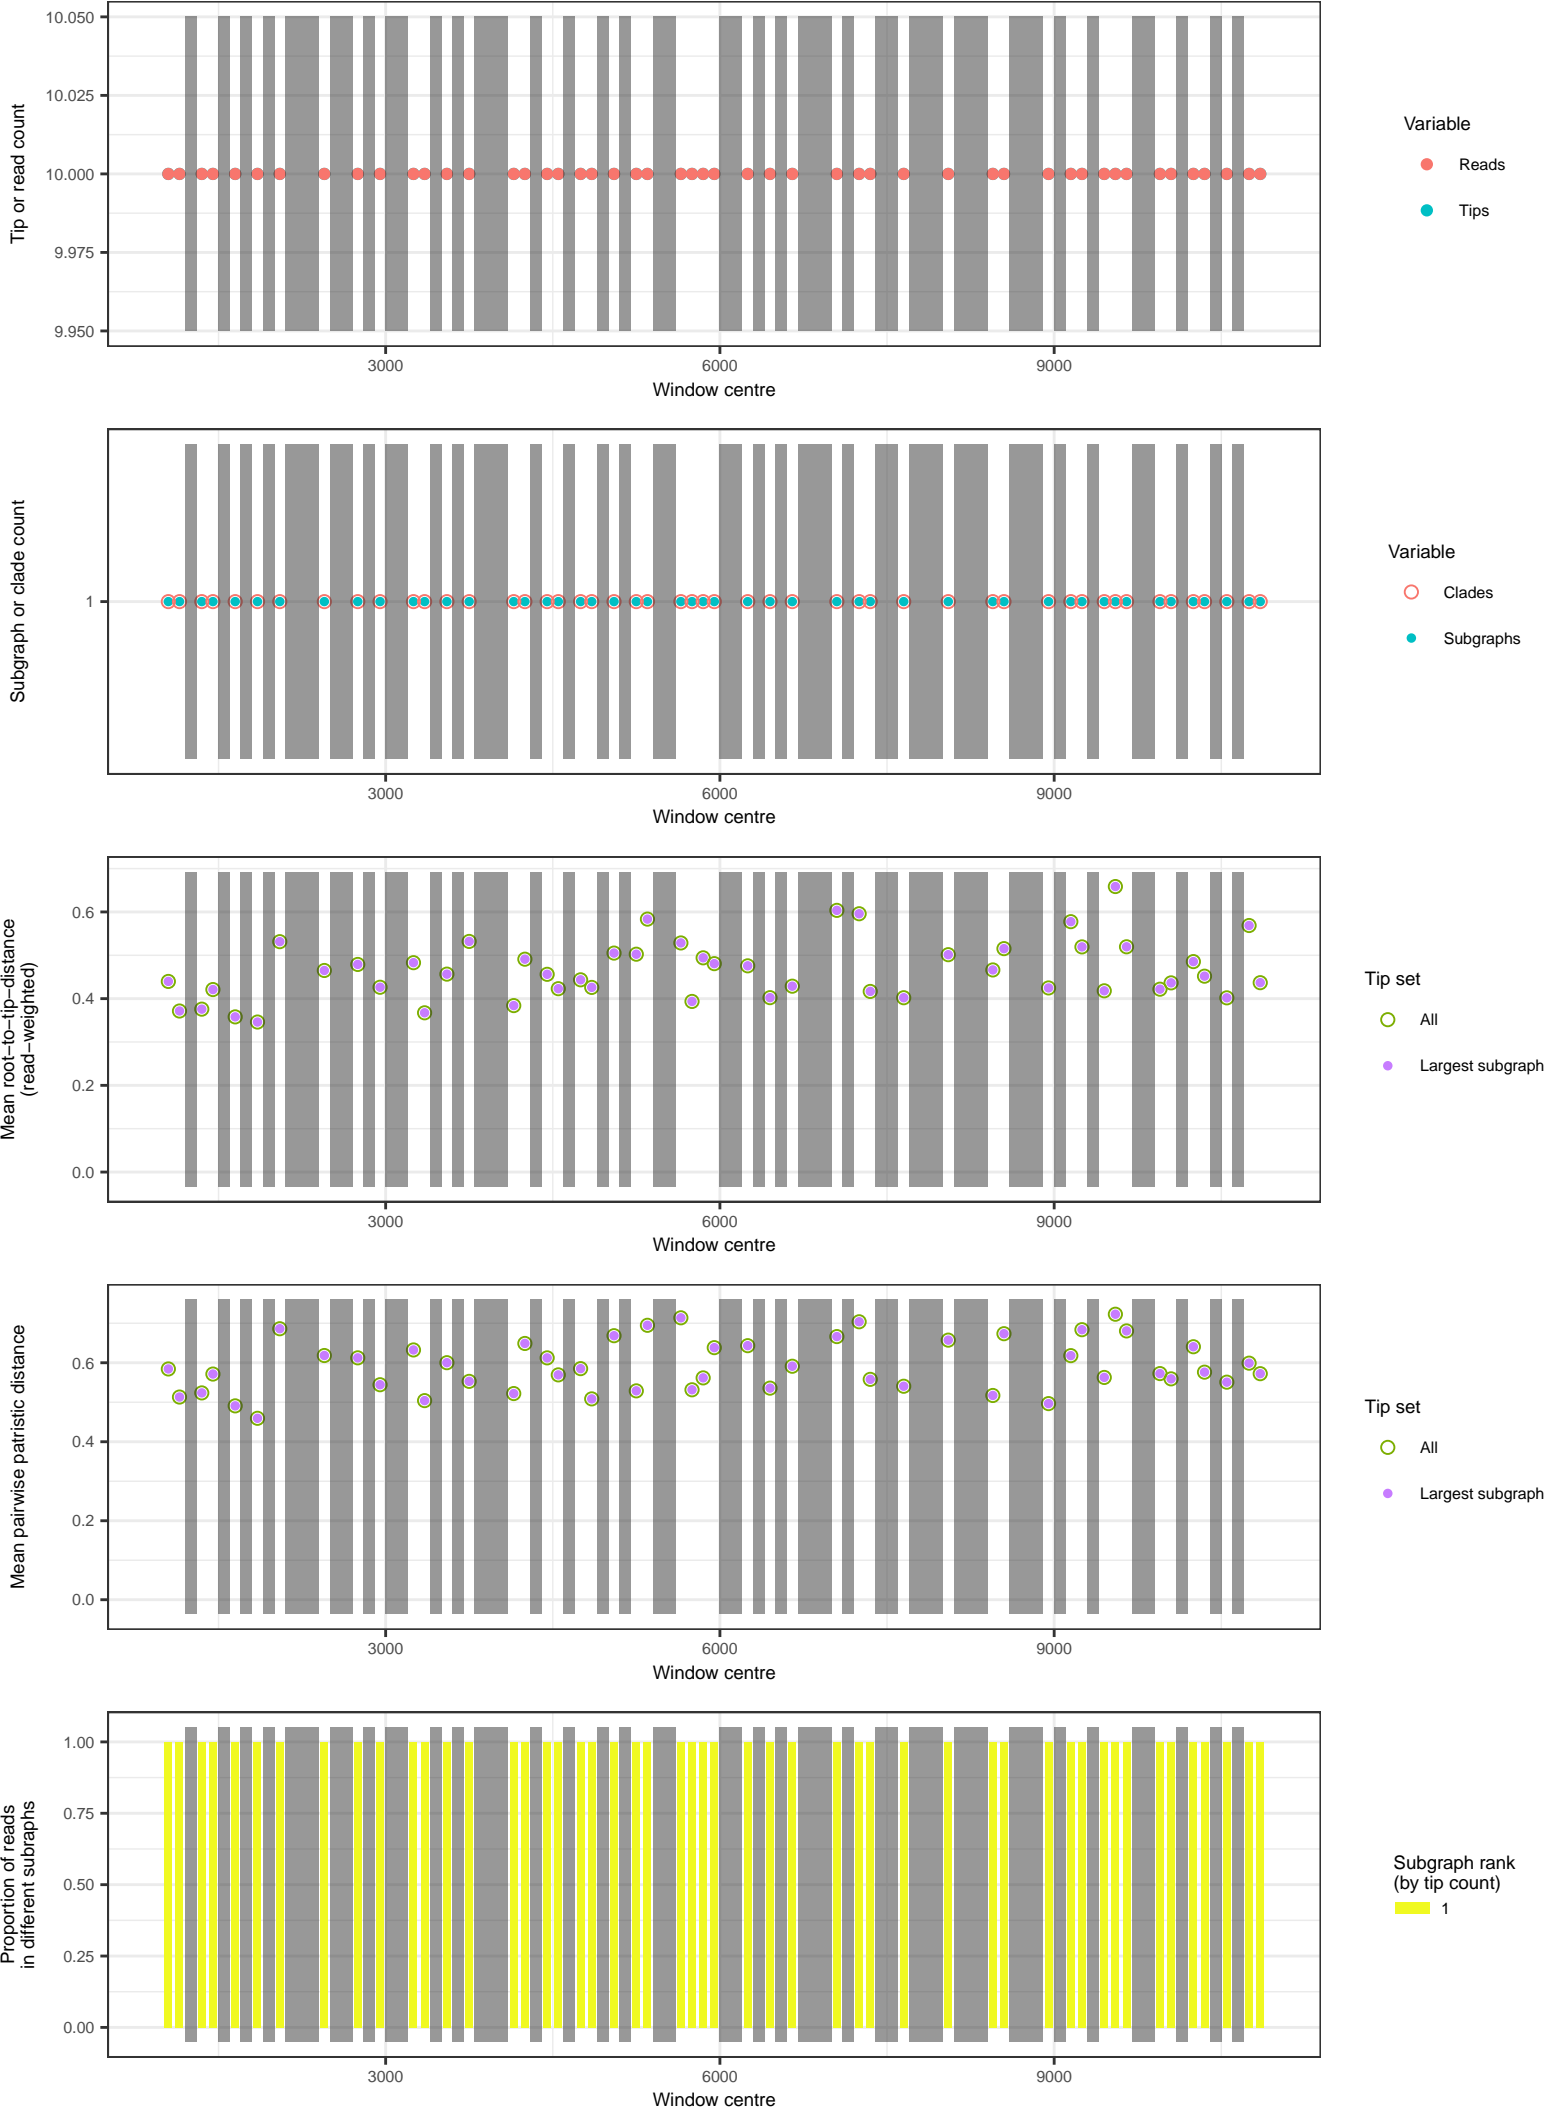 10.050
10.025
10.000
9.975
9.950
Tip or read count
3000
6000
9000
Window centre
Variable
Reads
Tips
1
Subgraph or clade count
3000
6000
9000
Window centre
Variable
Clades
Subgraphs
0.6
0.4
0.2
0.0
Mean root−to−tip−distance
(read−weighted)
3000
6000
9000
Window centre
Tip set
All
Largest subgraph
0.6
0.4
0.2
0.0
Mean pairwise patristic distance
3000
6000
9000
Window centre
Tip set
All
Largest subgraph
1.00
0.75
0.50
0.25
0.00
Proportion of reads
in different subraphs
3000
6000
9000
Window centre
Subgraph rank
(by tip count)
1